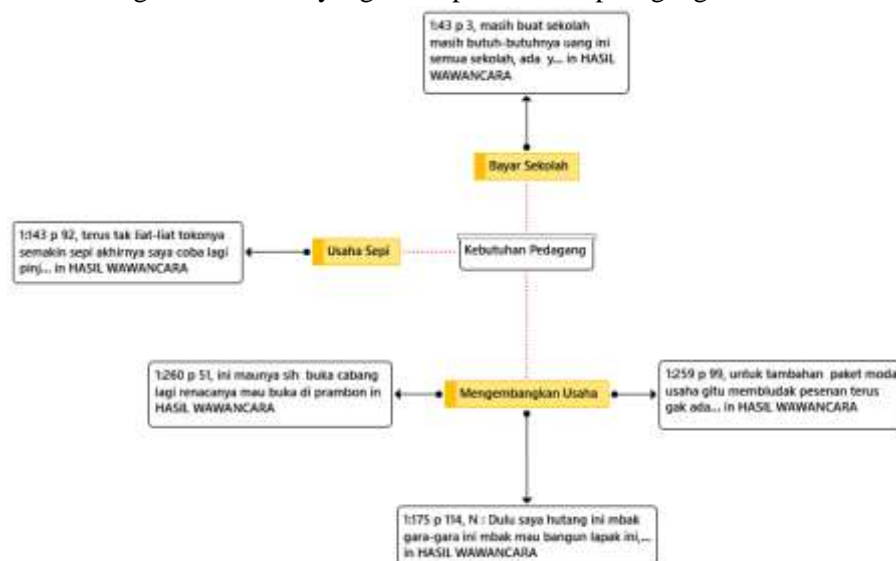 1:43 p 3, masih buat sekolah
masih butuh-butuhnya uang ini
semua sekolah, ada y... in HASIL
WAWANCARA
Bayar Sekolah
1:143 p 92, terus tak liat-liat tokonya
semakin sepi akhirnya saya coba lagi
pinj... in HASIL WAWANCARA
Usaha Sepi
Kebutuhan Pedagang
1:260 p 51, ini maunya sih buka cabang
lagi renacanya mau buka di prambon in
HASIL WAWANCARA
Mengembangkan Usaha
1:259 p 99, untuk tambahan paket moda
usaha gitu membludak pesenan terus
gak ada... in HASIL WAWANCARA
1:175 p 114, N : Dulu saya hutang ini mbak
gara-gara ini mbak mau bangun lapak ini,...
in HASIL WAWANCARA